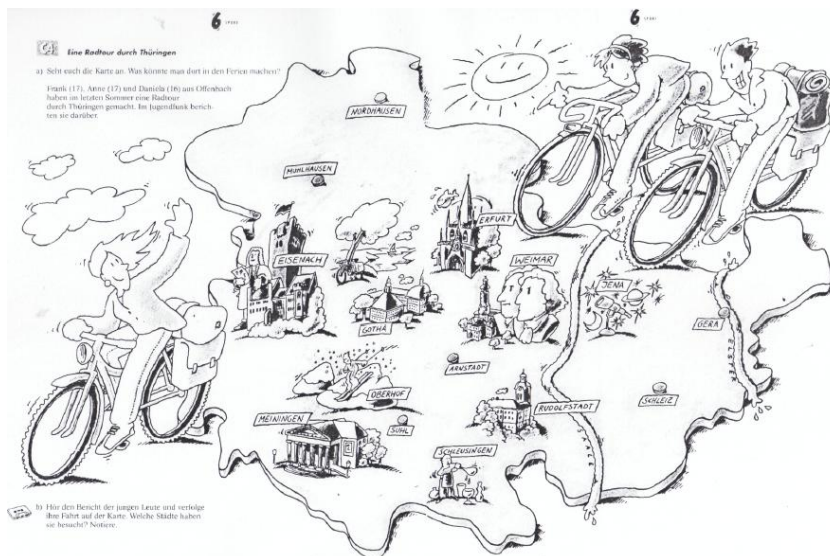 6
6
C4 Eine Radtour durch Thüringen
a) Seht euch die Karte an. Was könnte man dort in den Ferien machen?
Frank (17), Anne (17) und Daniela (16) aus Offenbach
haben im letzten Sommer eine Radtour
durch Thüringen gemacht. Im Jugendfunk berich-
ten sie darüber.
NORDHAUSEN
MÜHLHAUSEN
ERFURT
EISENACH
WEIMAR
JENA
GOTHA
GERA
ARNSTADT
ELSTER
OBERHOF
SCHLEIZ
MEININGEN
SUHL
RUDOLFSTADT
SAALE
SCHLEUSINGEN
b) Hör den Bericht der jungen Leute und verfolge
ihre Fahrt auf der Karte. Welche Städte haben
sie besucht? Notiere.